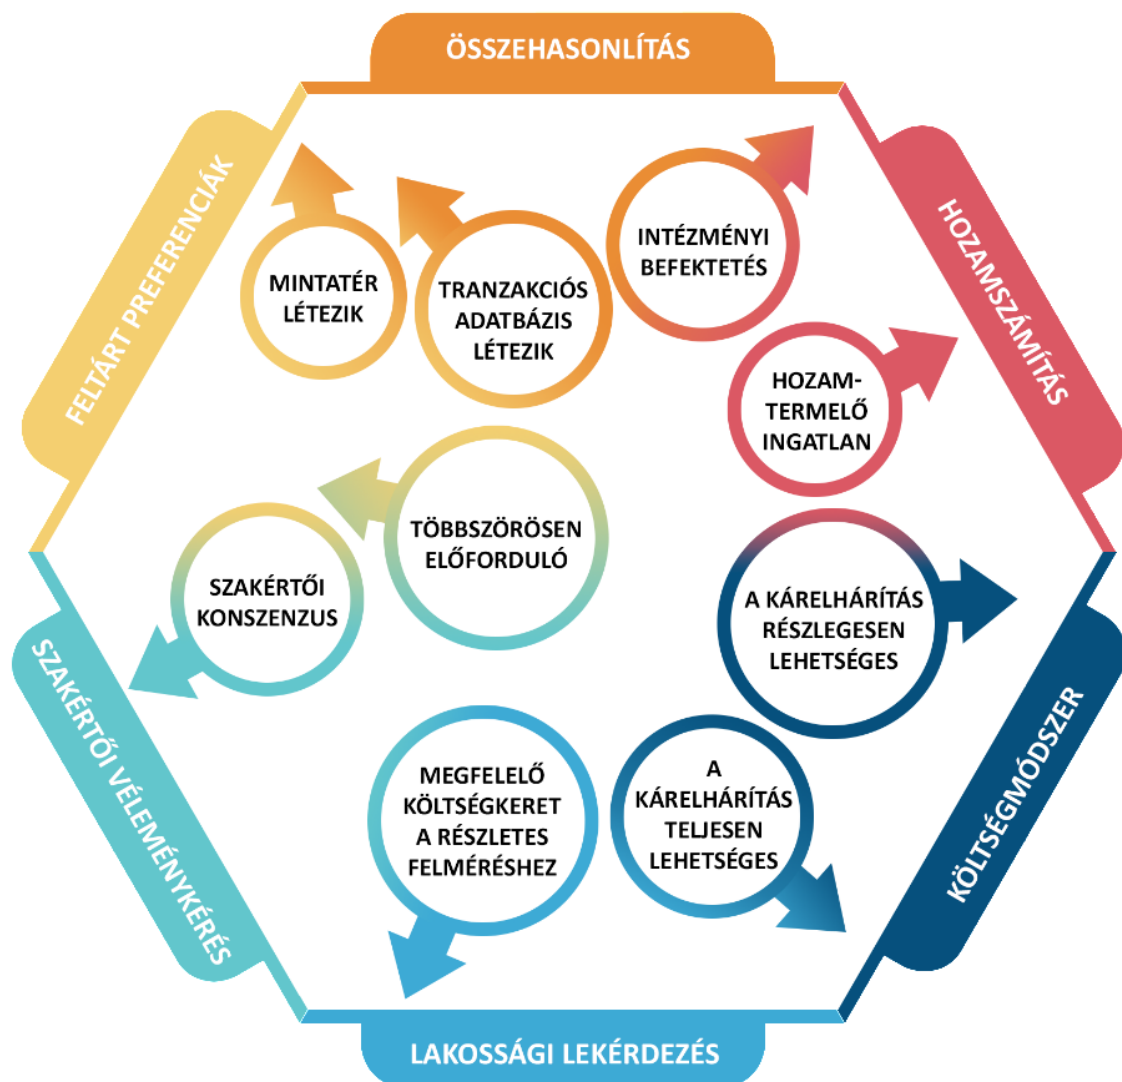 ÖSSZEHASONLÍTÁS
FELTÁRT PREFERENCIÁK
HOZAMSZÁMÍTÁS
MINTATÉR
LÉTEZIK
TRANZAKCIÓS
ADATBÁZIS
LÉTEZIK
INTÉZMÉNYI
BEFEKTETÉS
HOZAM-
TERMELŐ
INGATLAN
TÖBBSZÖRÖSEN
ELŐFORDULÓ
SZAKÉRTŐI
KONSZENZUS
A KÁRELHÁRÍTÁS
RÉSZLEGESEN
LEHETSÉGES
MEGFELELŐ
KÖLTSÉGKERET
A RÉSZLETES
FELMÉRÉSHEZ
A
KÁRELHÁRÍTÁS
TELJESEN
LEHETSÉGES
SZAKÉRTŐI VÉLEMÉNYKÉRÉS
KÖLTSÉGMÓDSZER
LAKOSSÁGI LEKÉRDEZÉS